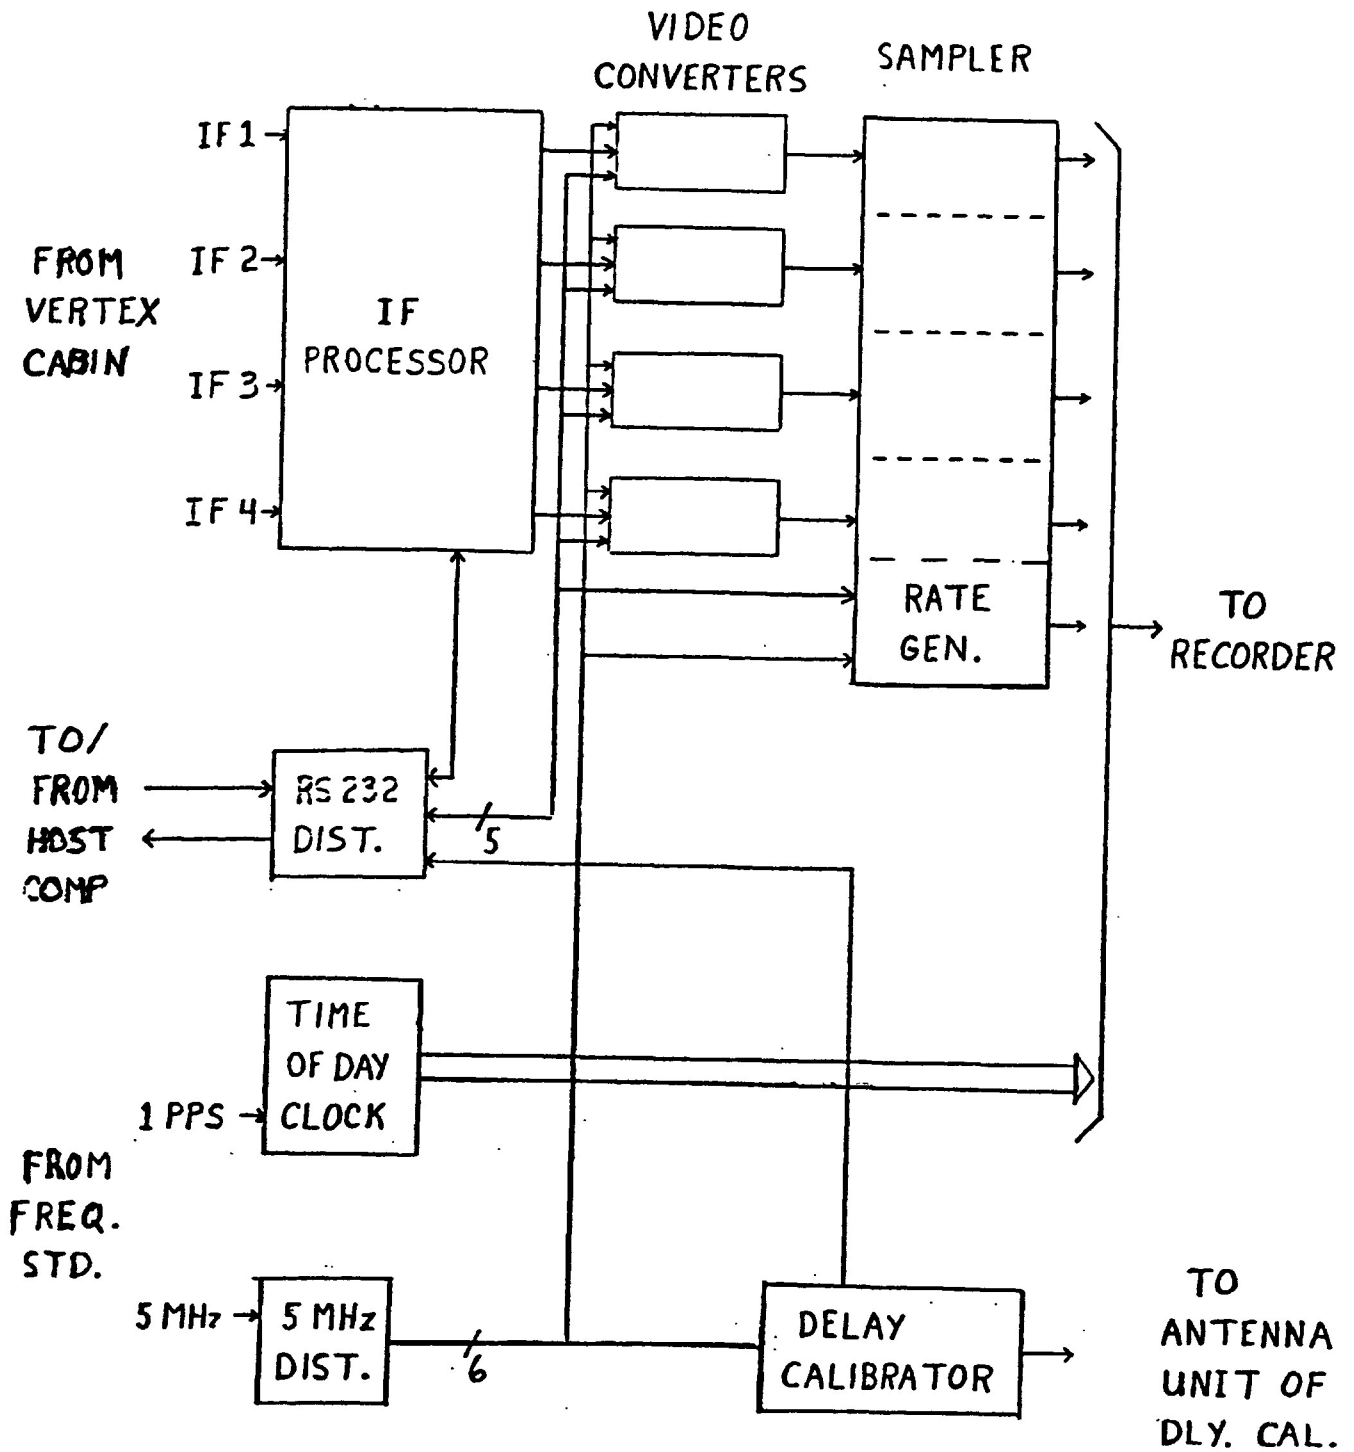 VIDEO
CONVERTERS
SAMPLER
IF 1
IF 2
IF 3
IF 4
FROM
VERTEX
CABIN
IF
PROCESSOR
RATE
GEN.
TO
RECORDER
TO/
FROM
HOST
COMP
RS 232
DIST.
5
TIME
OF DAY
CLOCK
1 PPS
FROM
FREQ.
STD.
5 MHz
5 MHz
DIST.
6
DELAY
CALIBRATOR
TO
ANTENNA
UNIT OF
DLY. CAL.